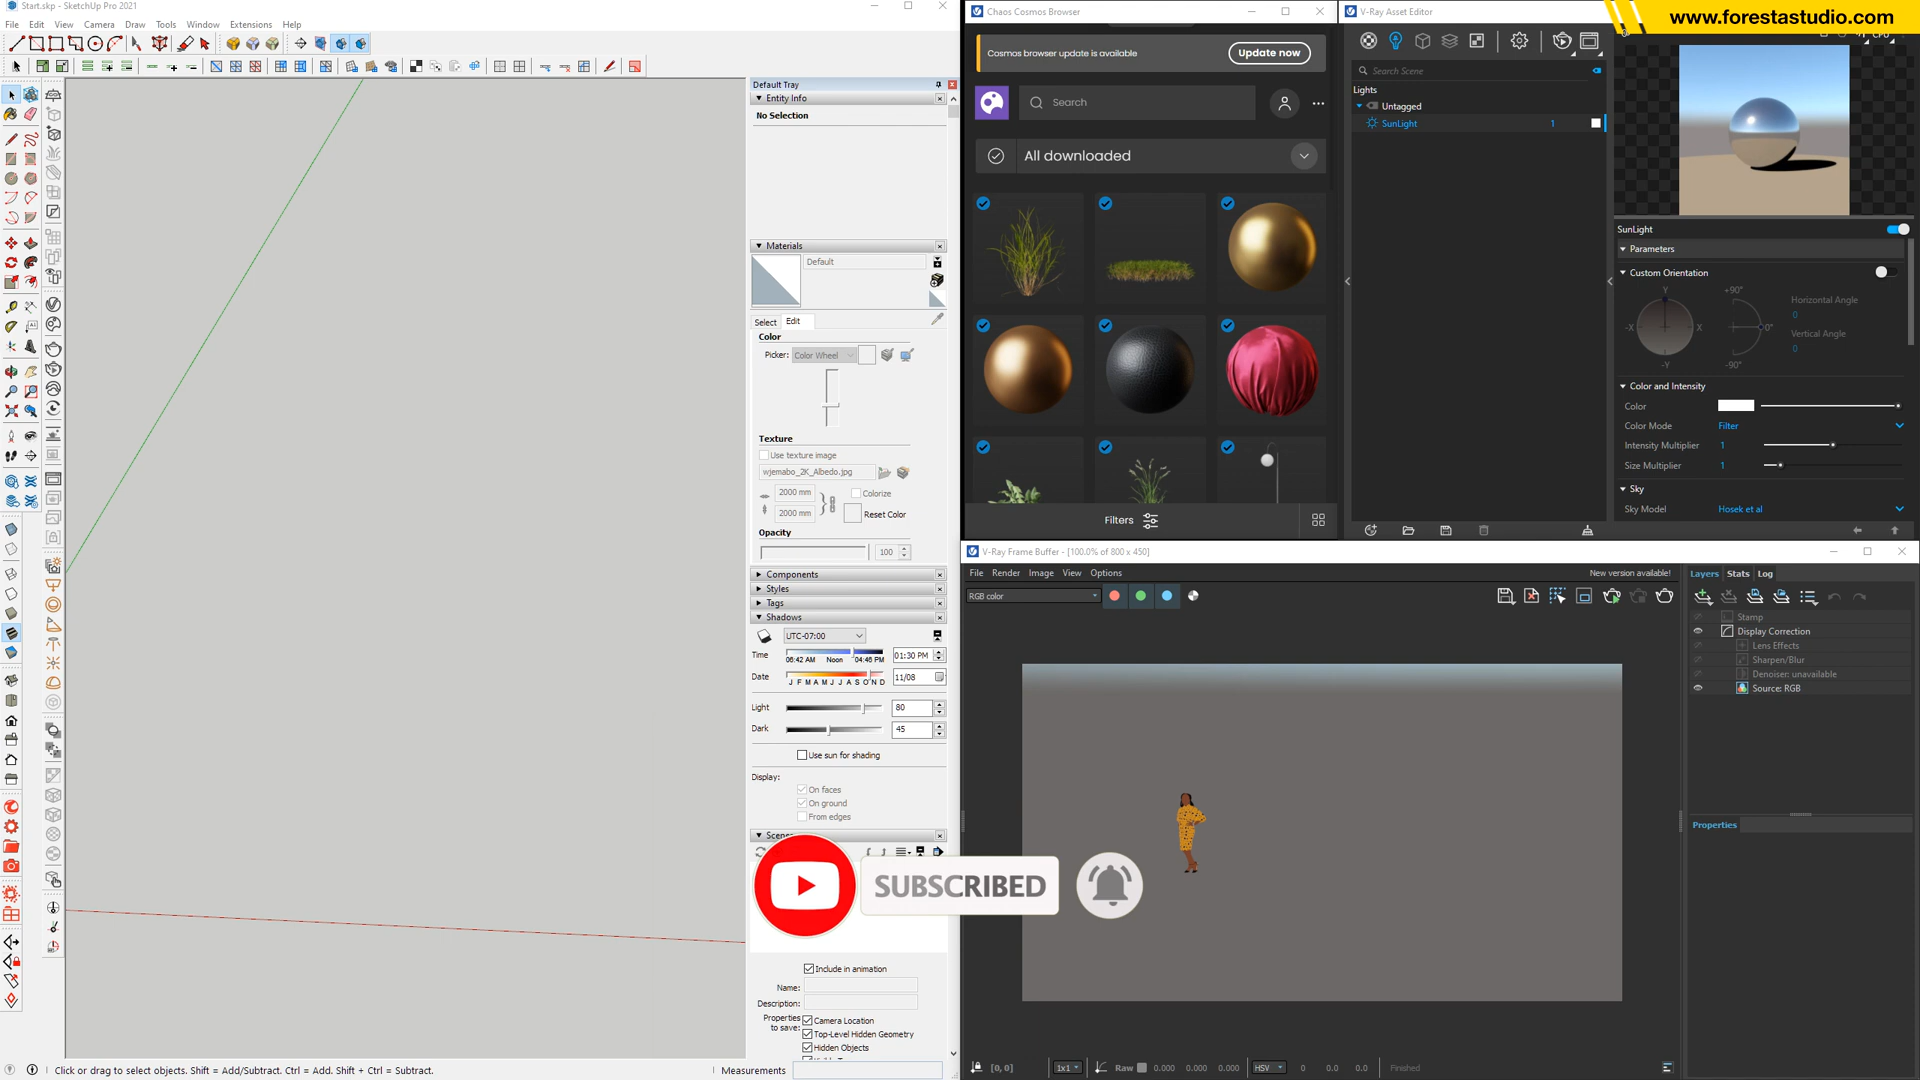 Start.skp - SketchUp Pro 2021
File Edit View Camera Draw Tools Window Extensions Help
Default Tray
Entity Info
No Selection
Materials
Default
Select Edit
Color
Picker: Color Wheel
Texture
Use texture image
wjemabo_2K_Albedo.jpg
2000 mm
Colorize
2000 mm
Reset Color
Opacity
100
Components
Styles
Tags
Shadows
UTC-07:00
Time 06:42 AM Noon 04:46 PM 01:30 PM
Date J F M A M J J A S O N D 11/08
Light 80
Dark 45
Use sun for shading
Display:
On faces
On ground
From edges
Include in animation
Name:
Description:
Properties to save:
Camera Location
Top-Level Hidden Geometry
Hidden Objects
Click or drag to select objects. Shift = Add/Subtract. Ctrl = Add. Shift + Ctrl = Subtract.
Measurements
SUBSCRIBED
Chaos Cosmos Browser
Cosmos browser update is available
Update now
Search
All downloaded
Filters
V-Ray Asset Editor
www.forestastudio.com
CPU
Search Scene
Lights
Untagged
SunLight 1
SunLight
Parameters
Custom Orientation
Y +90° Horizontal Angle
0
-X X 0° Vertical Angle
0
-Y -90°
Color and Intensity
Color
Color Mode Filter
Intensity Multiplier 1
Size Multiplier 1
Sky
Sky Model Hosek et al
V-Ray Frame Buffer - [100.0% of 800 x 450]
File Render Image View Options
New version available!
RGB color
Layers Stats Log
Stamp
Display Correction
Lens Effects
Sharpen/Blur
Denoiser: unavailable
Source: RGB
Properties
[0, 0] 1x1 Raw 0.000 0.000 0.000 HSV 0 0.0 0.0 Finished